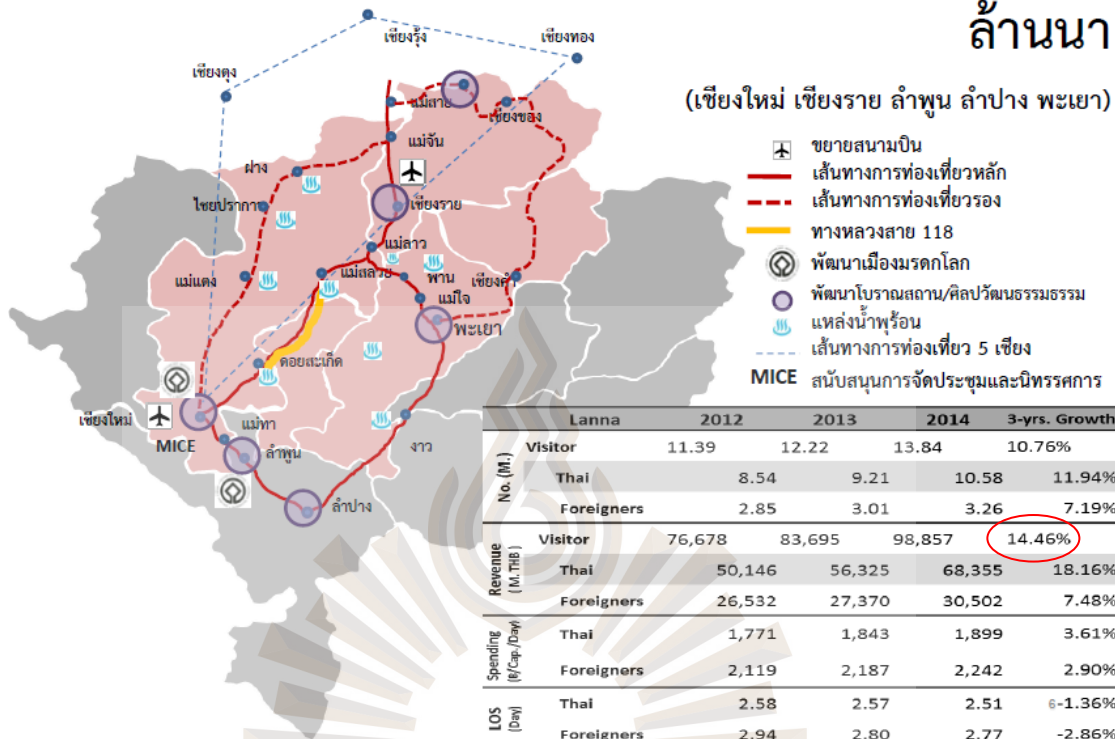 ล้านนา
(เชียงใหม่ เชียงราย ลำพูน ลำปาง พะเยา)
ขยายสนามบิน
เส้นทางการท่องเที่ยวหลัก
เส้นทางการท่องเที่ยวรอง
ทางหลวงสาย 118
พัฒนาเมืองมรดกโลก
พัฒนาโบราณสถาน/ศิลปวัฒนธรรมธรรม
แหล่งน้ำพุร้อน
เส้นทางการท่องเที่ยว 5 เชียง
MICE สนับสนุนการจัดประชุมและนิทรรศการ
เชียงรุ้ง
เชียงทอง
เชียงตุง
แม่สาย
เชียงของ
แม่จัน
ฝาง
ไชยปราการ
เชียงราย
แม่ลาว
แม่แตง
แม่สลวย
พาน
เชียงคำ
แม่ใจ
พะเยา
ดอยสะเก็ด
เชียงใหม่
MICE
แม่ทา
ลำพูน
งาว
ลำปาง
Lanna 2012 2013 2014 3-yrs. Growth
No. (M.)
Visitor 11.39 12.22 13.84 10.76%
Thai 8.54 9.21 10.58 11.94%
Foreigners 2.85 3.01 3.26 7.19%
Revenue (M. THB)
Visitor 76,678 83,695 98,857 14.46%
Thai 50,146 56,325 68,355 18.16%
Foreigners 26,532 27,370 30,502 7.48%
Spending (B/Cap./Day)
Thai 1,771 1,843 1,899 3.61%
Foreigners 2,119 2,187 2,242 2.90%
LOS (Day)
Thai 2.58 2.57 2.51 6-1.36%
Foreigners 2.94 2.80 2.77 -2.86%